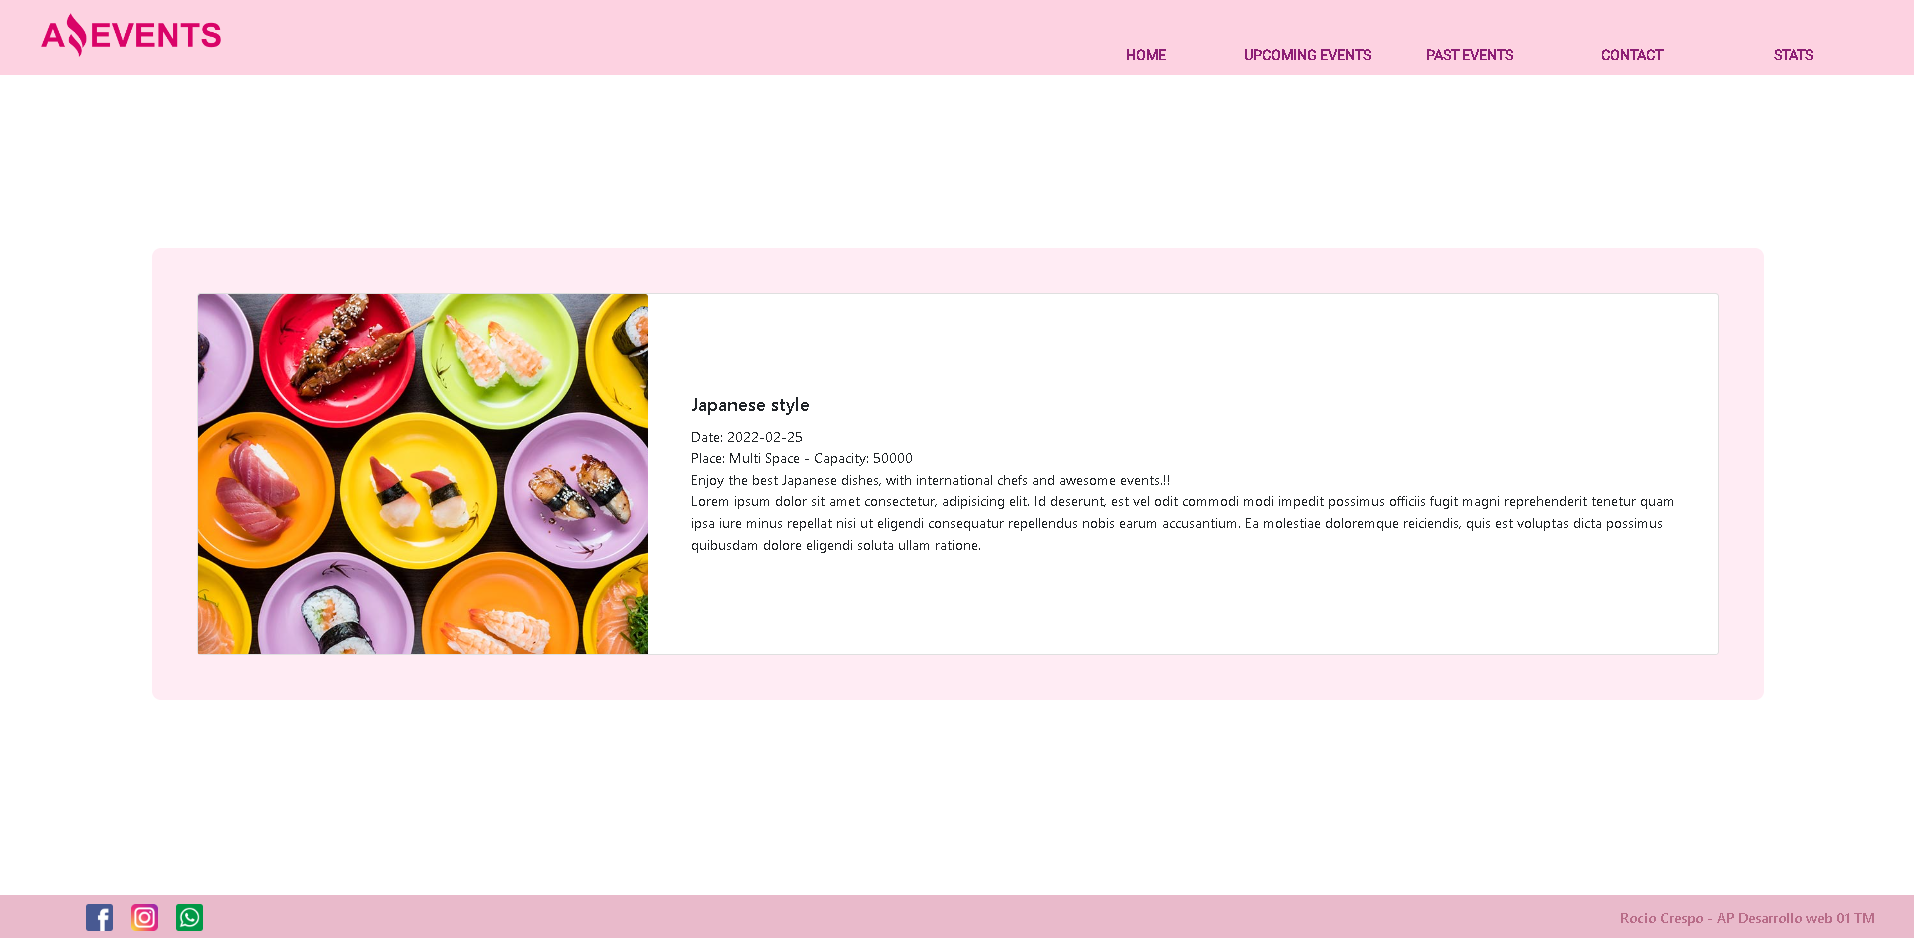 A EVENTS
HOME UPCOMING EVENTS PAST EVENTS CONTACT STATS
Japanese style
Date: 2022-02-25
Place: Multi Space - Capacity: 50000
Enjoy the best Japanese dishes, with international chefs and awesome events.!!
Lorem ipsum dolor sit amet consectetur, adipisicing elit. Id deserunt, est vel odit commodi modi impedit possimus officiis fugit magni reprehenderit tenetur quam
ipsa iure minus repellat nisi ut eligendi consequatur repellendus nobis earum accusantium. Ea molestiae doloremque reiciendis, quis est voluptas dicta possimus
quibusdam dolore eligendi soluta ullam ratione.
Rocio Crespo - AP Desarrollo web 01 TM